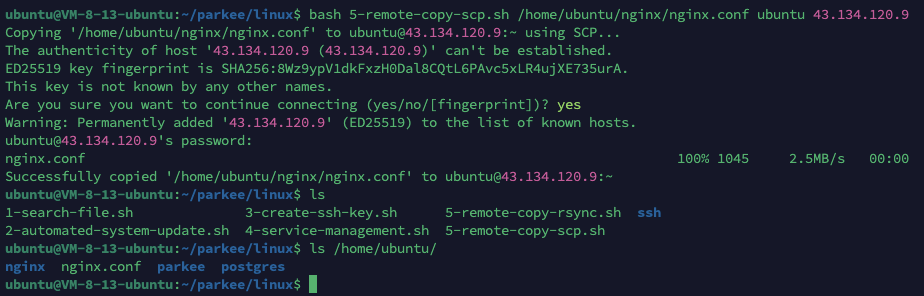 ubuntu@VM-8-13-ubuntu:~/parkee/linux$ bash 5-remote-copy-scp.sh /home/ubuntu/nginx/nginx.conf ubuntu 43.134.120.9
Copying '/home/ubuntu/nginx/nginx.conf' to ubuntu@43.134.120.9:~ using SCP...
The authenticity of host '43.134.120.9 (43.134.120.9)' can't be established.
ED25519 key fingerprint is SHA256:8Wz9ypV1dkFxzH0Dal8CQtL6PAvc5xLR4ujXE735urA.
This key is not known by any other names.
Are you sure you want to continue connecting (yes/no/[fingerprint])? yes
Warning: Permanently added '43.134.120.9' (ED25519) to the list of known hosts.
ubuntu@43.134.120.9's password:
nginx.conf 100% 1045 2.5MB/s 00:00
Successfully copied '/home/ubuntu/nginx/nginx.conf' to ubuntu@43.134.120.9:~
ubuntu@VM-8-13-ubuntu:~/parkee/linux$ ls
1-search-file.sh 3-create-ssh-key.sh 5-remote-copy-rsync.sh ssh
2-automated-system-update.sh 4-service-management.sh 5-remote-copy-scp.sh
ubuntu@VM-8-13-ubuntu:~/parkee/linux$ ls /home/ubuntu/
nginx nginx.conf parkee postgres
ubuntu@VM-8-13-ubuntu:~/parkee/linux$